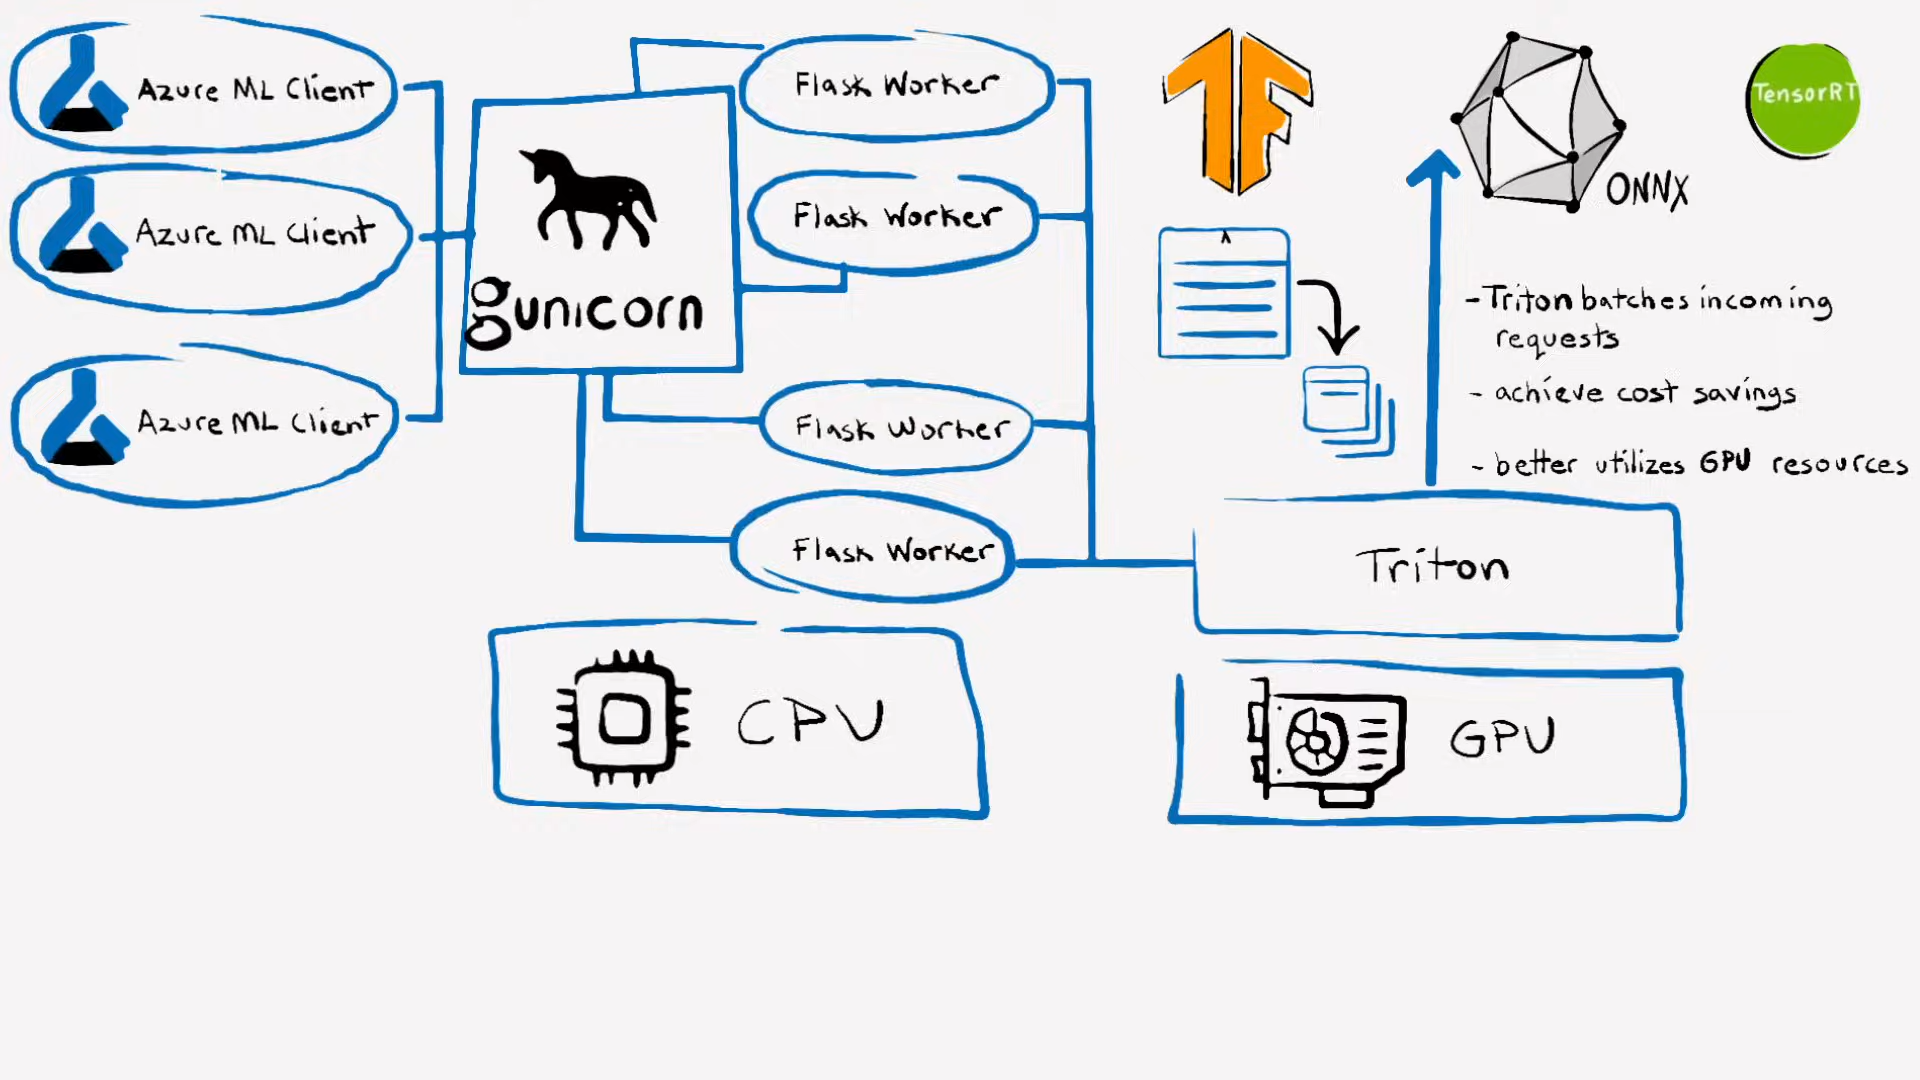 Azure ML Client
Azure ML Client
Azure ML Client
gunicorn
Flask Worker
Flask Worker
Flask Worker
Flask Worker
CPU
TF
ONNX
TensorRT
- Triton batches incoming
requests
- achieve cost savings
- better utilizes GPU resources
Triton
GPU